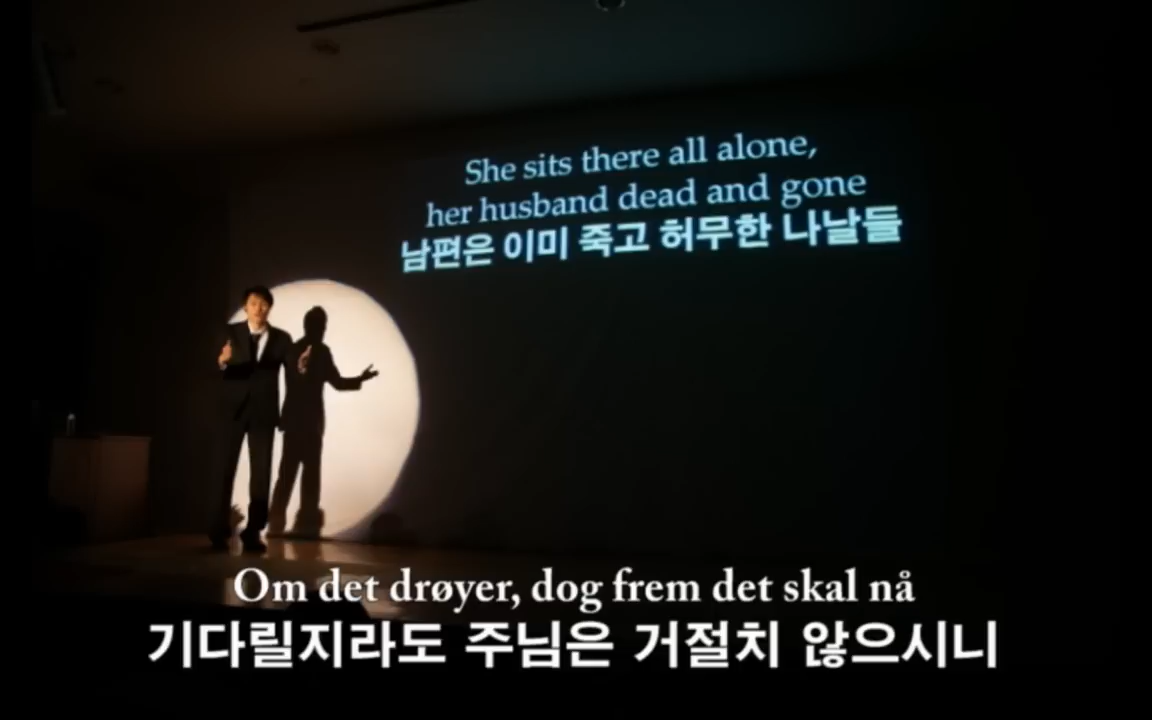 She sits there all alone,
her husband dead and gone
남편은 이미 죽고 허무한 나날들
Om det drøyer, dog frem det skal nå
기다릴지라도 주님은 거절치 않으시니